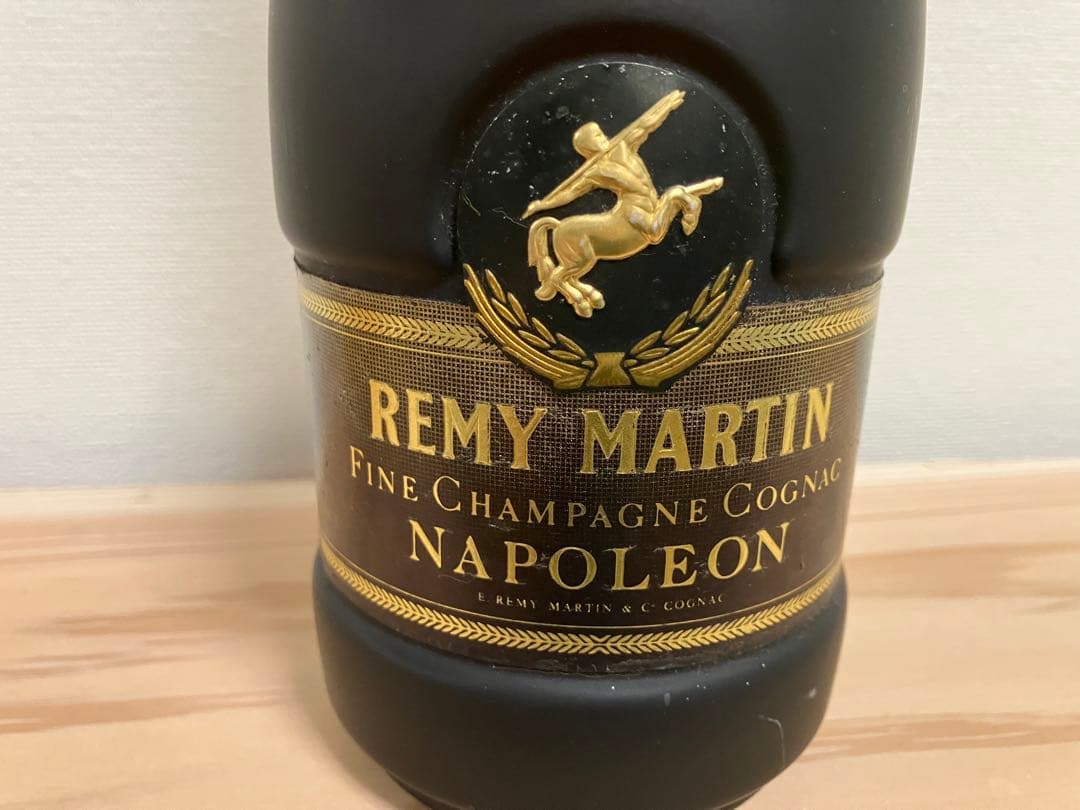 REMY MARTIN
FINE CHAMPAGNE COGNAC
NAPOLEON
E. REMY MARTIN & Co COGNAC